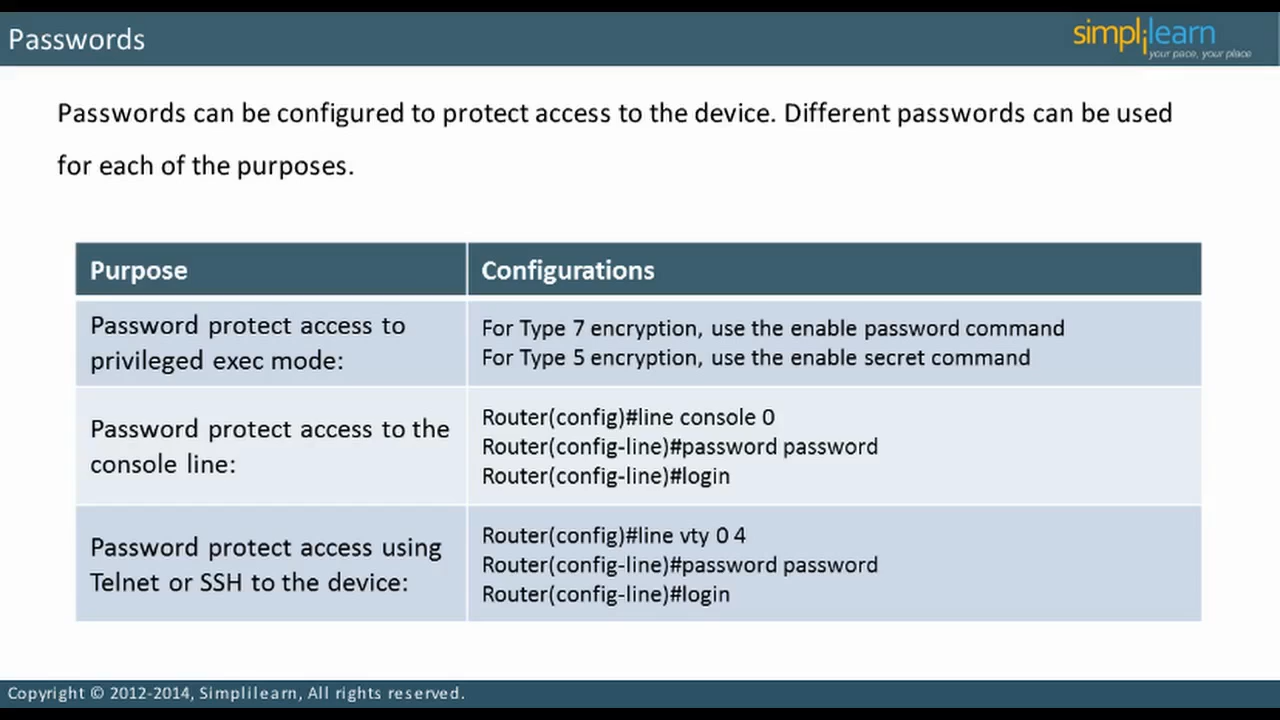 Passwords
simplilearn
your pace, your place
Passwords can be configured to protect access to the device. Different passwords can be used
for each of the purposes.
Purpose
Configurations
Password protect access to
privileged exec mode:
For Type 7 encryption, use the enable password command
For Type 5 encryption, use the enable secret command
Password protect access to the
console line:
Router(config)#line console 0
Router(config-line)#password password
Router(config-line)#login
Password protect access using
Telnet or SSH to the device:
Router(config)#line vty 0 4
Router(config-line)#password password
Router(config-line)#login
Copyright © 2012-2014, Simplilearn, All rights reserved.